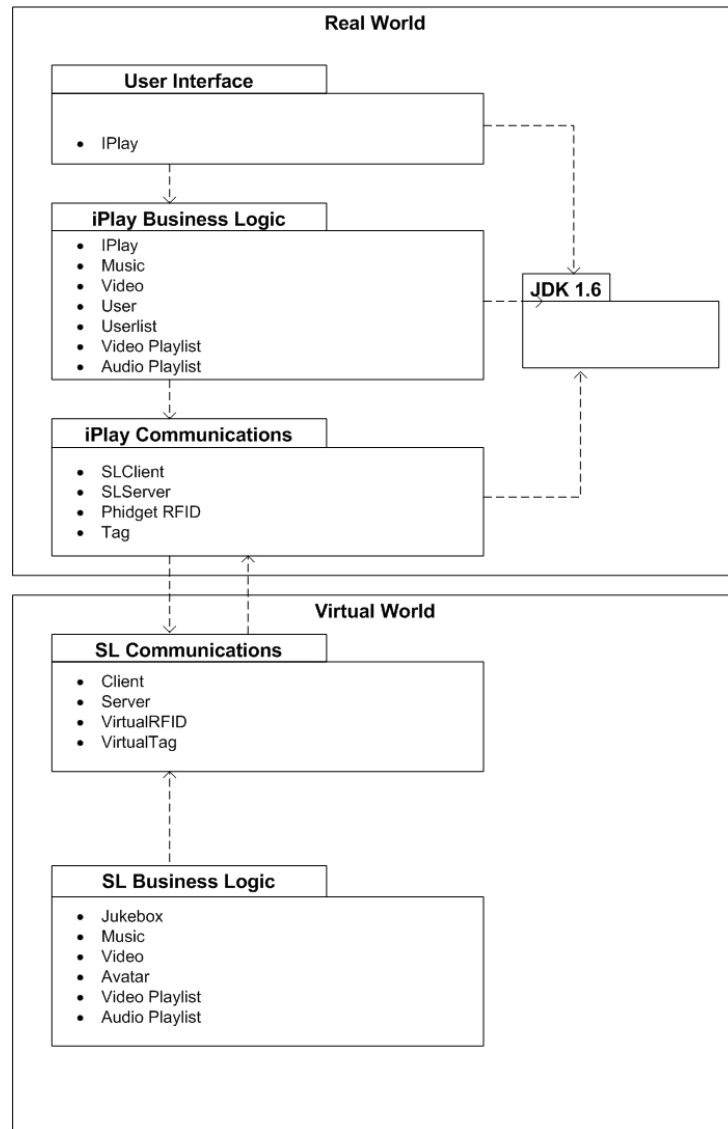 Real World
User Interface
• IPlay
iPlay Business Logic
• IPlay
• Music
• Video
• User
• Userlist
• Video Playlist
• Audio Playlist
JDK 1.6
iPlay Communications
• SLClient
• SLServer
• Phidget RFID
• Tag
Virtual World
SL Communications
• Client
• Server
• VirtualRFID
• VirtualTag
SL Business Logic
• Jukebox
• Music
• Video
• Avatar
• Video Playlist
• Audio Playlist